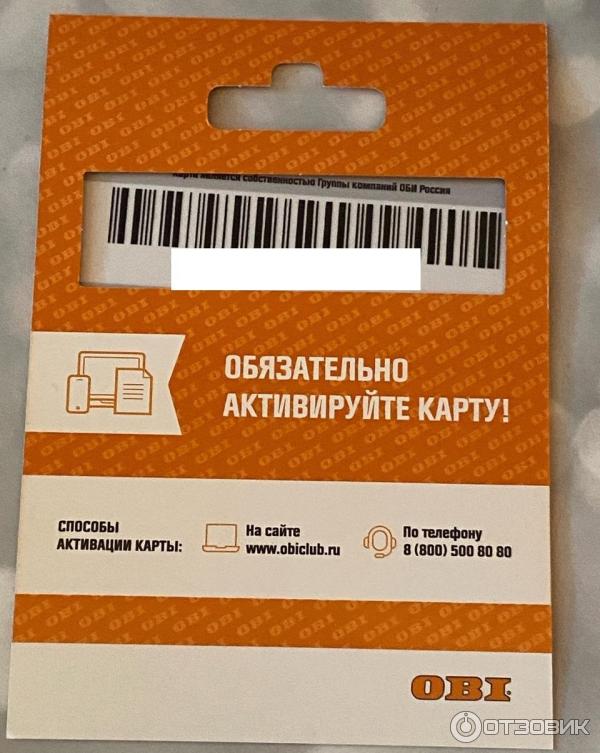 Карта является собственностью Группы компаний ОБИ Россия
ОБЯЗАТЕЛЬНО
АКТИВИРУЙТЕ КАРТУ!
СПОСОБЫ
АКТИВАЦИИ КАРТЫ:
На сайте
www.obiclub.ru
По телефону
8 (800) 500 80 80
OBI
ОТЗОВИК